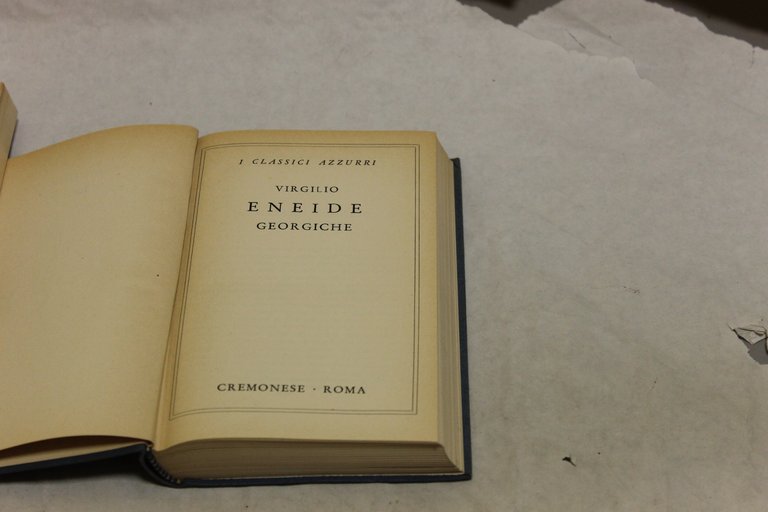 I CLASSICI AZZURRI
VIRGILIO
ENEIDE
GEORGICHE
CREMONESE · ROMA